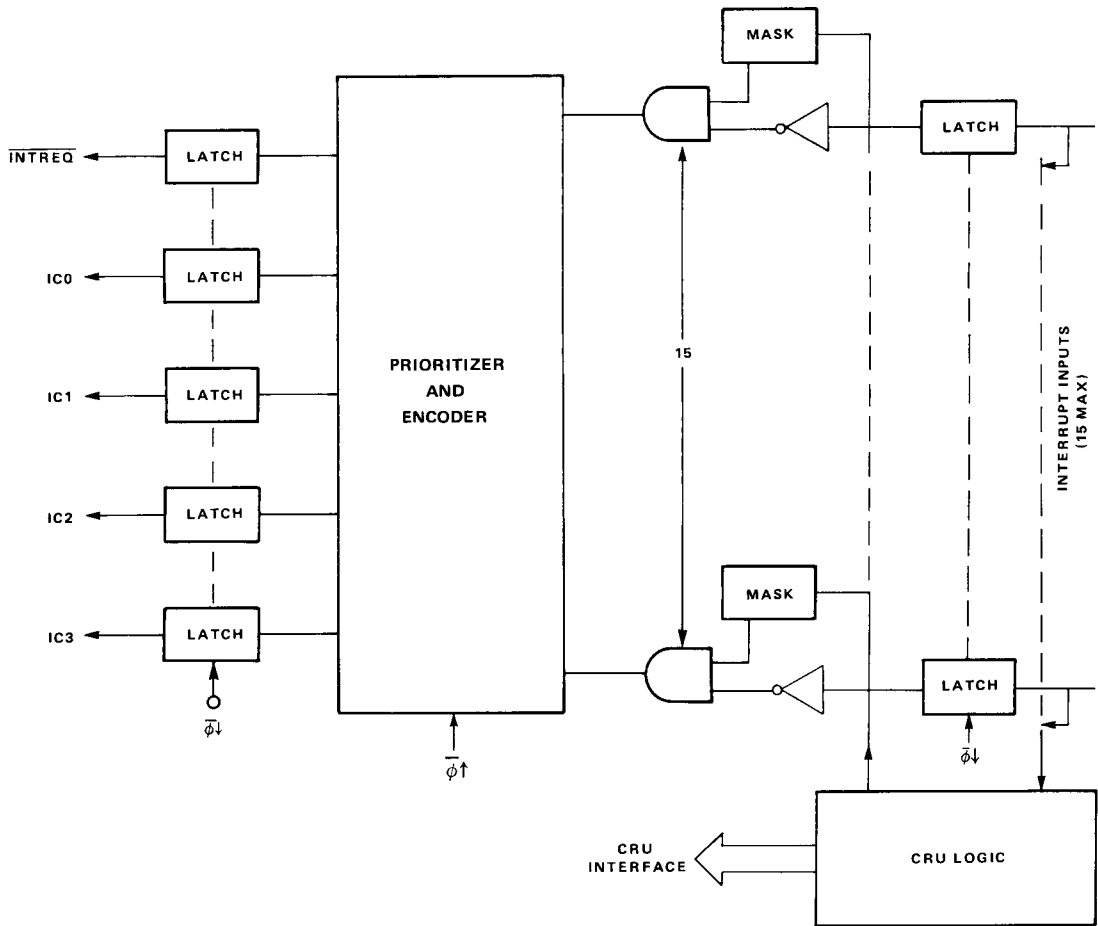 MASK
LATCH
INTREQ
LATCH
IC0
LATCH
IC1
LATCH
PRIORITIZER
AND
ENCODER
15
INTERRUPT INPUTS
(15 MAX)
IC2
LATCH
MASK
IC3
LATCH
LATCH
φ̅↓
φ̅↑
φ̅↓
CRU
INTERFACE
CRU LOGIC